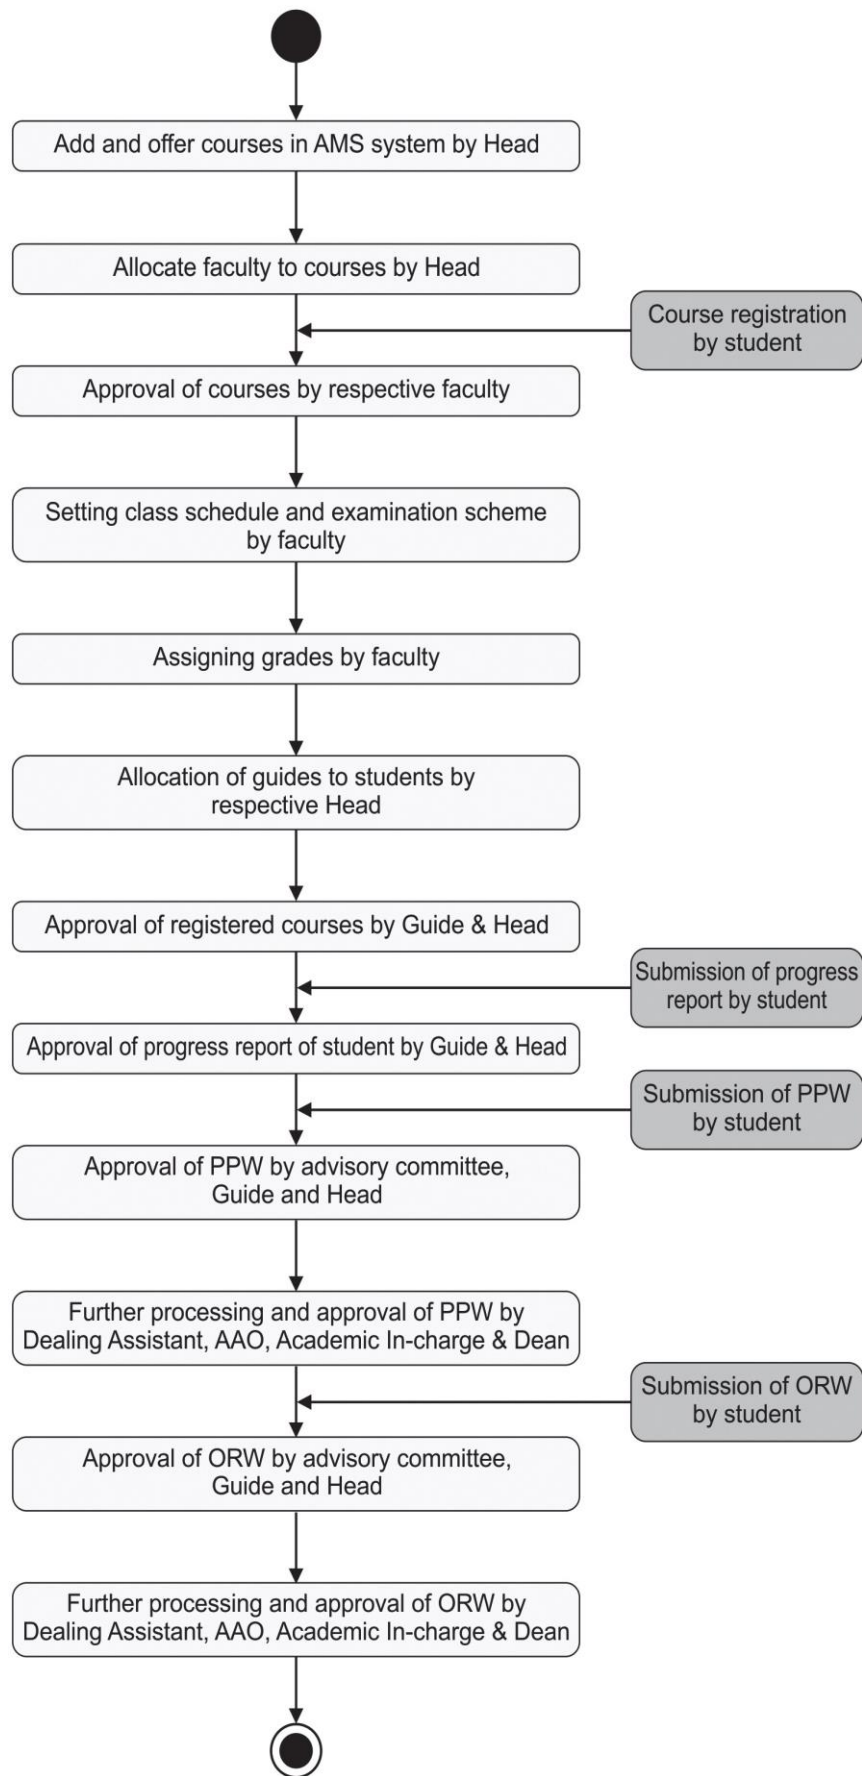 Add and offer courses in AMS system by Head
Allocate faculty to courses by Head
Course registration
by student
Approval of courses by respective faculty
Setting class schedule and examination scheme
by faculty
Assigning grades by faculty
Allocation of guides to students by
respective Head
Approval of registered courses by Guide & Head
Submission of progress
report by student
Approval of progress report of student by Guide & Head
Submission of PPW
by student
Approval of PPW by advisory committee,
Guide and Head
Further processing and approval of PPW by
Dealing Assistant, AAO, Academic In-charge & Dean
Submission of ORW
by student
Approval of ORW by advisory committee,
Guide and Head
Further processing and approval of ORW by
Dealing Assistant, AAO, Academic In-charge & Dean